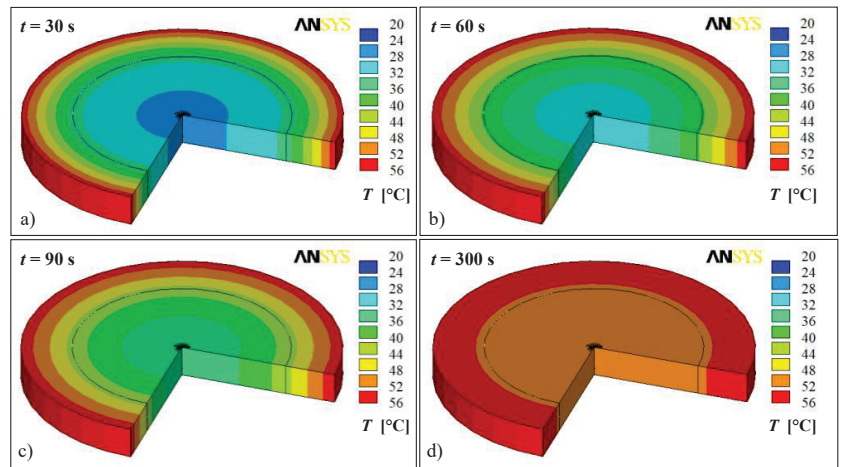 t = 30 s
ANSYS
20
24
28
32
36
40
44
48
52
56
T [°C]
a)
t = 60 s
ANSYS
20
24
28
32
36
40
44
48
52
56
T [°C]
b)
t = 90 s
ANSYS
20
24
28
32
36
40
44
48
52
56
T [°C]
c)
t = 300 s
ANSYS
20
24
28
32
36
40
44
48
52
56
T [°C]
d)